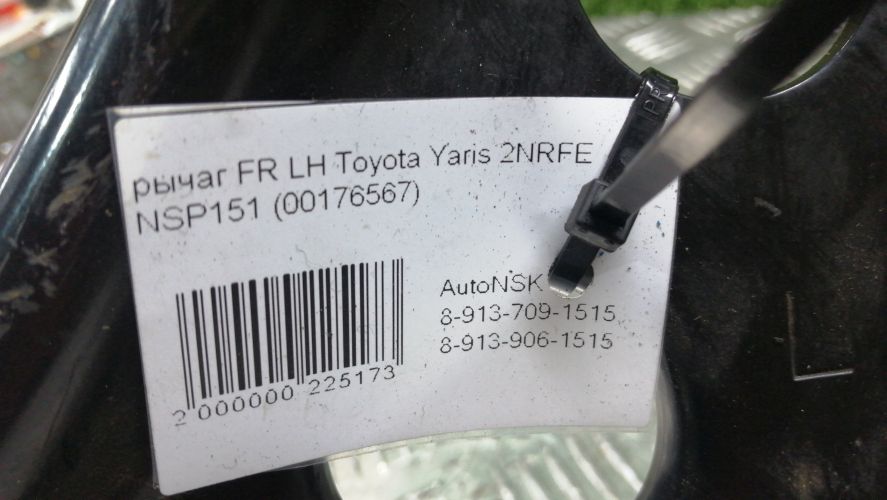 рычаг FR LH Toyota Yaris 2NRFE
NSP151 (00176567)
AutoNSK
8-913-709-1515
8-913-906-1515
2 000000 225173
L